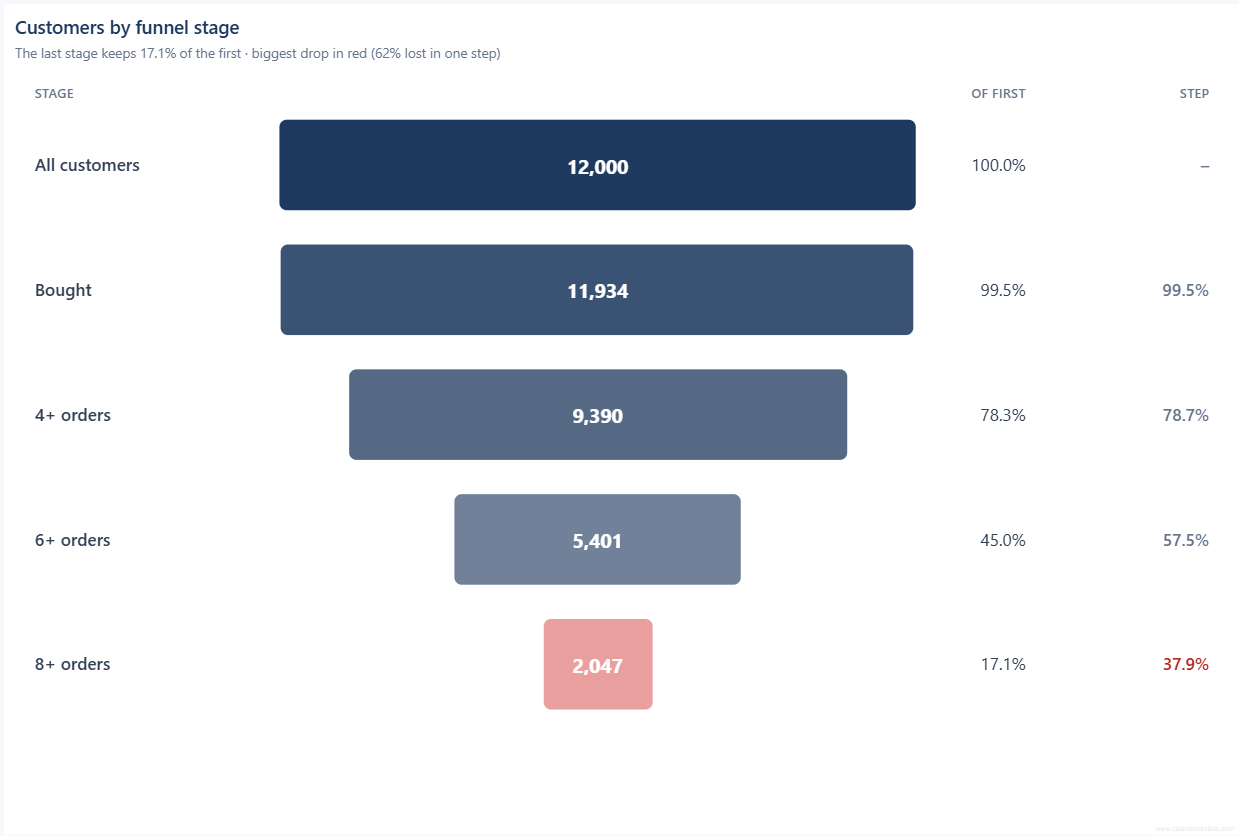 Customers by funnel stage
The last stage keeps 17.1% of the first · biggest drop in red (62% lost in one step)
STAGE OF FIRST STEP
All customers 12,000 100.0% –
Bought 11,934 99.5% 99.5%
4+ orders 9,390 78.3% 78.7%
6+ orders 5,401 45.0% 57.5%
8+ orders 2,047 17.1% 37.9%